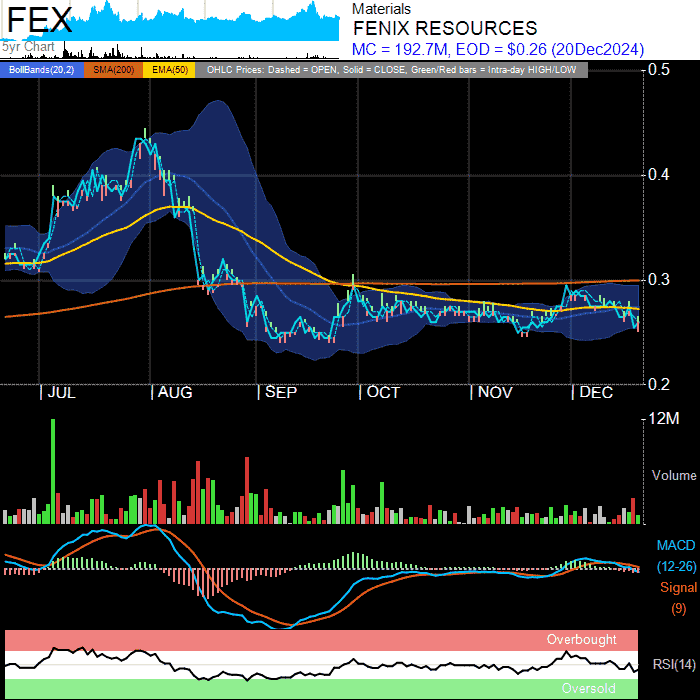 FEX
5yr Chart
Materials
FENIX RESOURCES
MC = 192.7M, EOD = $0.26 (20Dec2024)
BollBands(20,2) SMA(200) EMA(50) OHLC Prices: Dashed = OPEN, Solid = CLOSE, Green/Red bars = Intra-day HIGH/LOW
0.5
0.4
0.3
0.2
JUL AUG SEP OCT NOV DEC
12M
Volume
MACD
(12-26)
Signal
(9)
Overbought
RSI(14)
Oversold